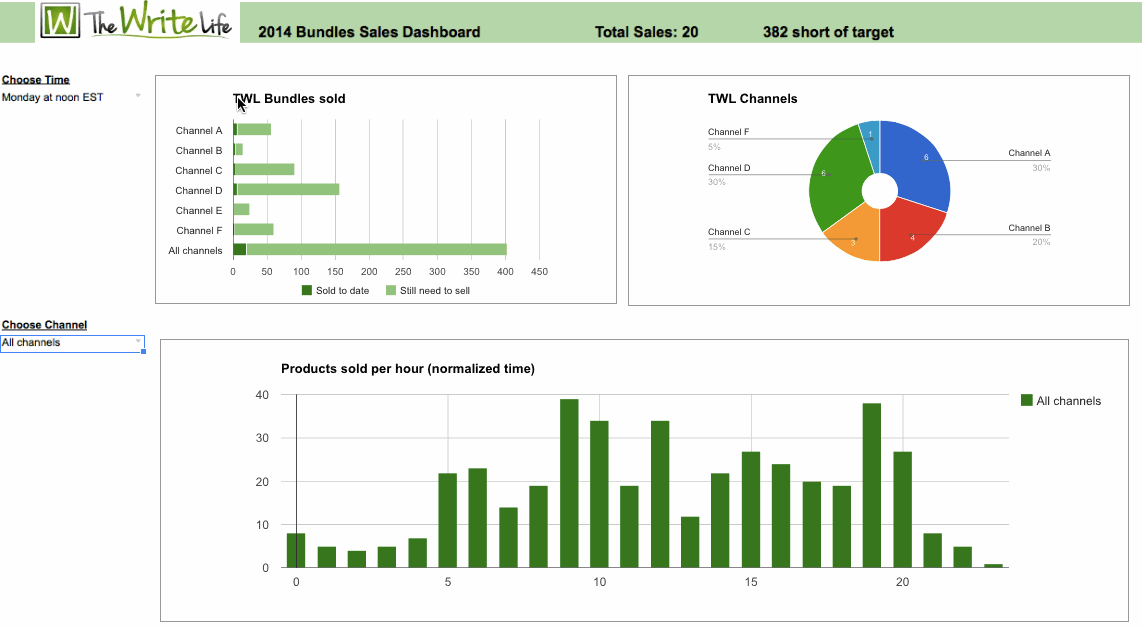 W The Write Life
2014 Bundles Sales Dashboard
Total Sales: 20
382 short of target
Choose Time
Monday at noon EST
TWL Bundles sold
Channel A
Channel B
Channel C
Channel D
Channel E
Channel F
All channels
0 50 100 150 200 250 300 350 400 450
Sold to date
Still need to sell
TWL Channels
Channel F
5%
Channel D
30%
Channel C
15%
1
6
6
4
3
Channel A
30%
Channel B
20%
Choose Channel
All channels
Products sold per hour (normalized time)
40
30
20
10
0
0 5 10 15 20
All channels